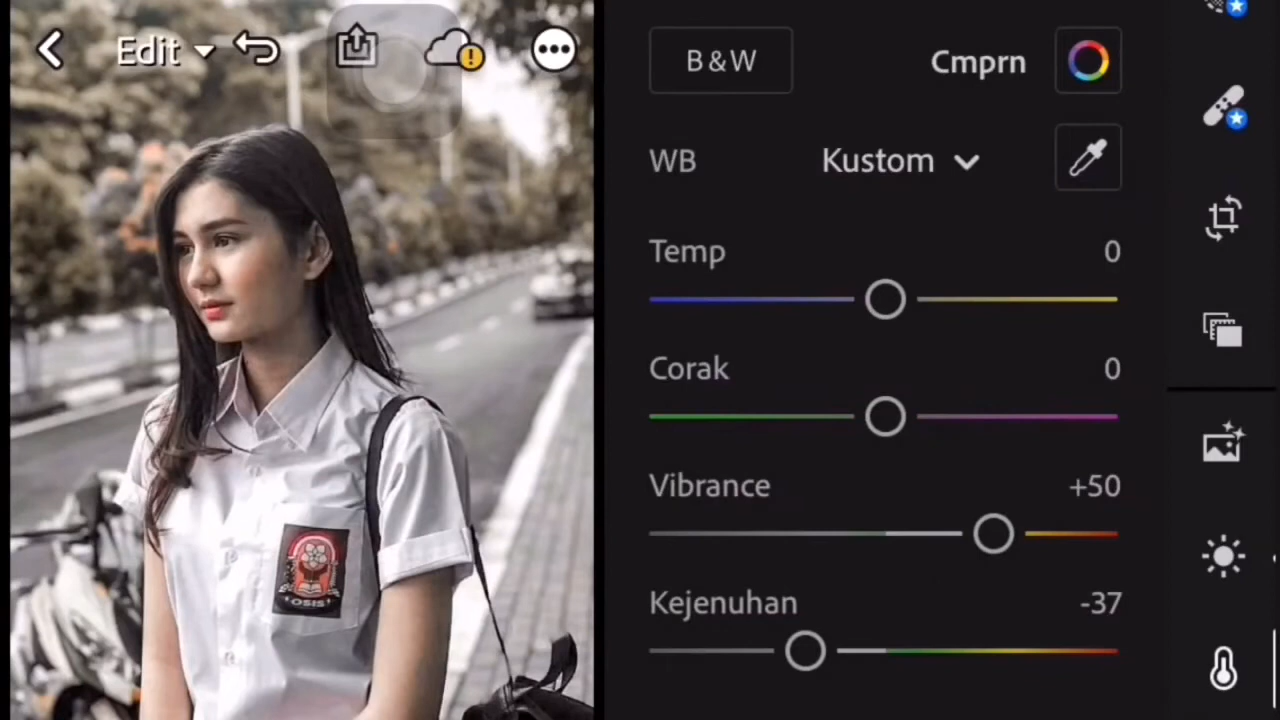 Edit
B&W
Cmprn
WB
Kustom
Temp
0
Corak
0
Vibrance
+50
Kejenuhan
-37
OSIS